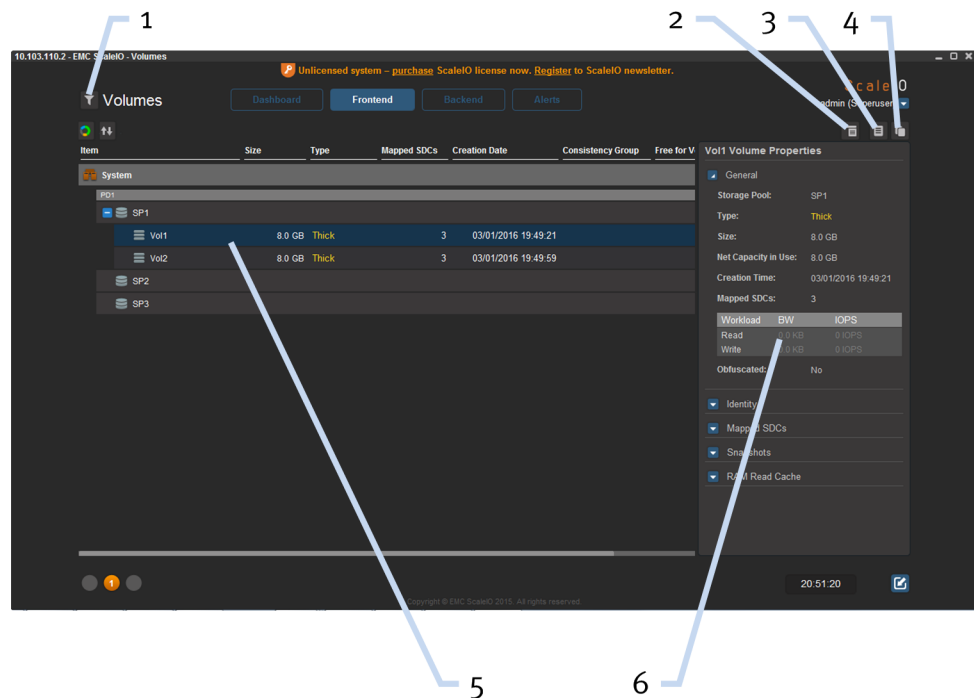 1
2
3
4
10.103.110.2 - EMC ScaleIO - Volumes
Unlicensed system – purchase ScaleIO license now. Register to ScaleIO newsletter.
Volumes
Dashboard
Frontend
Backend
Alerts
ScaleIO
admin (Superuser)
Item
Size
Type
Mapped SDCs
Creation Date
Consistency Group
Free for V
System
PD1
SP1
Vol1 8.0 GB Thick 3 03/01/2016 19:49:21
Vol2 8.0 GB Thick 3 03/01/2016 19:49:59
SP2
SP3
Vol1 Volume Properties
General
Storage Pool: SP1
Type: Thick
Size: 8.0 GB
Net Capacity in Use: 8.0 GB
Creation Time: 03/01/2016 19:49:21
Mapped SDCs: 3
Workload BW IOPS
Read 0.0 KB 0 IOPS
Write 0.0 KB 0 IOPS
Obfuscated: No
Identity
Mapped SDCs
Snapshots
RAM Read Cache
1
20:51:20
Copyright © EMC ScaleIO 2015. All rights reserved.
5
6